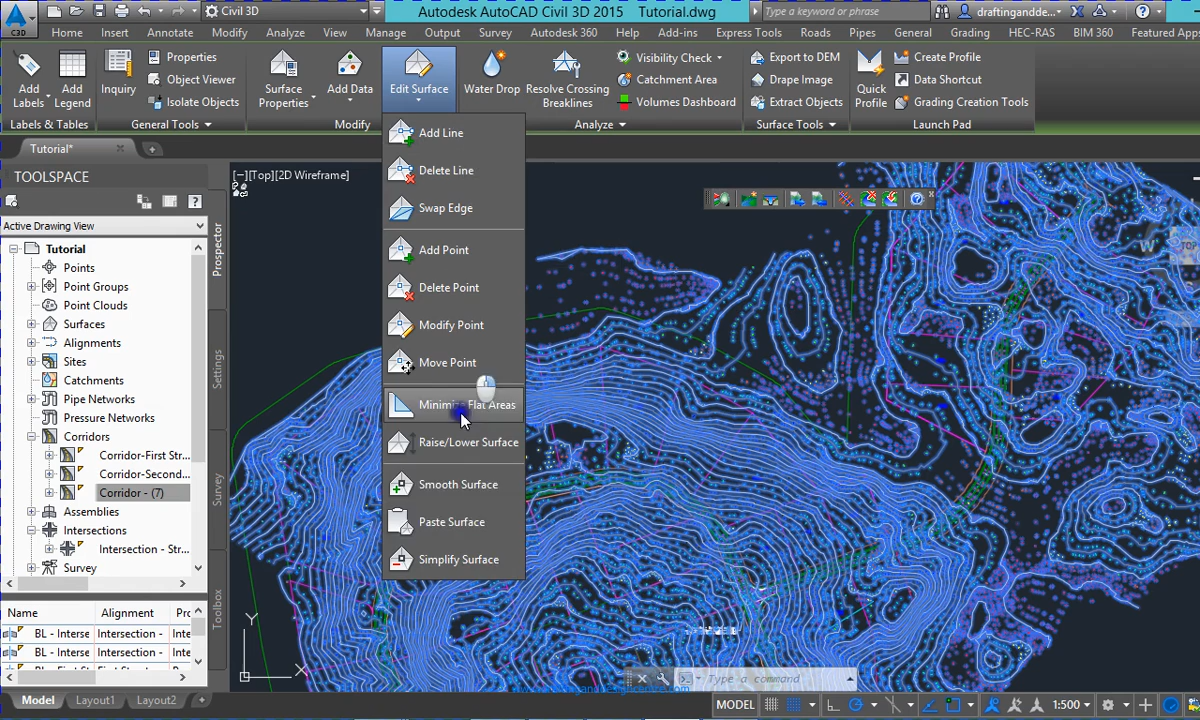 Civil 3D
Autodesk AutoCAD Civil 3D 2015 Tutorial.dwg
Type a keyword or phrase
draftingandde...
C3D
Home Insert Annotate Modify Analyze View Manage Output Survey Autodesk 360 Help Add-ins Express Tools Roads Pipes General Grading HEC-RAS BIM 360 Featured Apps
Add Labels
Add Legend
Labels & Tables
Inquiry
Properties
Object Viewer
Isolate Objects
General Tools
Surface Properties
Add Data
Edit Surface
Modify
Water Drop
Resolve Crossing Breaklines
Visibility Check
Catchment Area
Volumes Dashboard
Analyze
Export to DEM
Drape Image
Extract Objects
Surface Tools
Quick Profile
Create Profile
Data Shortcut
Grading Creation Tools
Launch Pad
Tutorial*
TOOLSPACE
Active Drawing View
Tutorial
Points
Point Groups
Point Clouds
Surfaces
Alignments
Sites
Catchments
Pipe Networks
Pressure Networks
Corridors
Corridor-First Str...
Corridor-Second...
Corridor - (7)
Assemblies
Intersections
Intersection - Str...
Survey
Name Alignment Pr
BL - Interse Intersection - Inte
BL - Interse Intersection - Inte
Prospector
Settings
Survey
Toolbox
[−][Top][2D Wireframe]
Add Line
Delete Line
Swap Edge
Add Point
Delete Point
Modify Point
Move Point
Minimize Flat Areas
Raise/Lower Surface
Smooth Surface
Paste Surface
Simplify Surface
W
TOP
Y
X
Type a command
Model Layout1 Layout2 +
MODEL
1:500